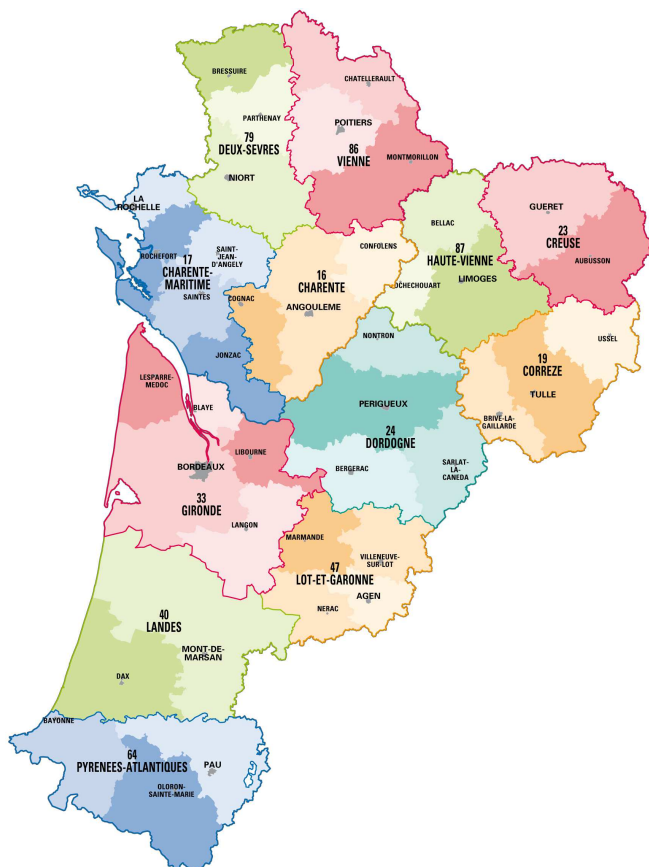 BRESSUIRE
CHATELLERAULT
PARTHENAY
POITIERS
79
DEUX-SEVRES
86
VIENNE
MONTMORILLON
NIORT
LA
ROCHELLE
GUERET
BELLAC
23
CREUSE
ROCHEFORT
SAINT-
JEAN-
D'ANGELY
17
CHARENTE-
MARITIME
SAINTES
CONFOLENS
87
HAUTE-VIENNE
AUBUSSON
16
CHARENTE
OCHECHOUART
LIMOGES
COGNAC
ANGOULEME
NONTRON
USSEL
JONZAC
19
CORREZE
LESPARRE-
MEDOC
TULLE
BLAYE
PERIGUEUX
BRIVE-LA-
GAILLARDE
24
DORDOGNE
LIBOURNE
BORDEAUX
BERGERAC
SARLAT-
LA-
CANEDA
33
GIRONDE
LANGON
MARMANDE
VILLENEUVE-
SUR-LOT
47
LOT-ET-GARONNE
AGEN
NERAC
40
LANDES
MONT-DE-
MARSAN
DAX
BAYONNE
64
PYRENEES-ATLANTIQUES
PAU
OLORON-
SAINTE-MARIE